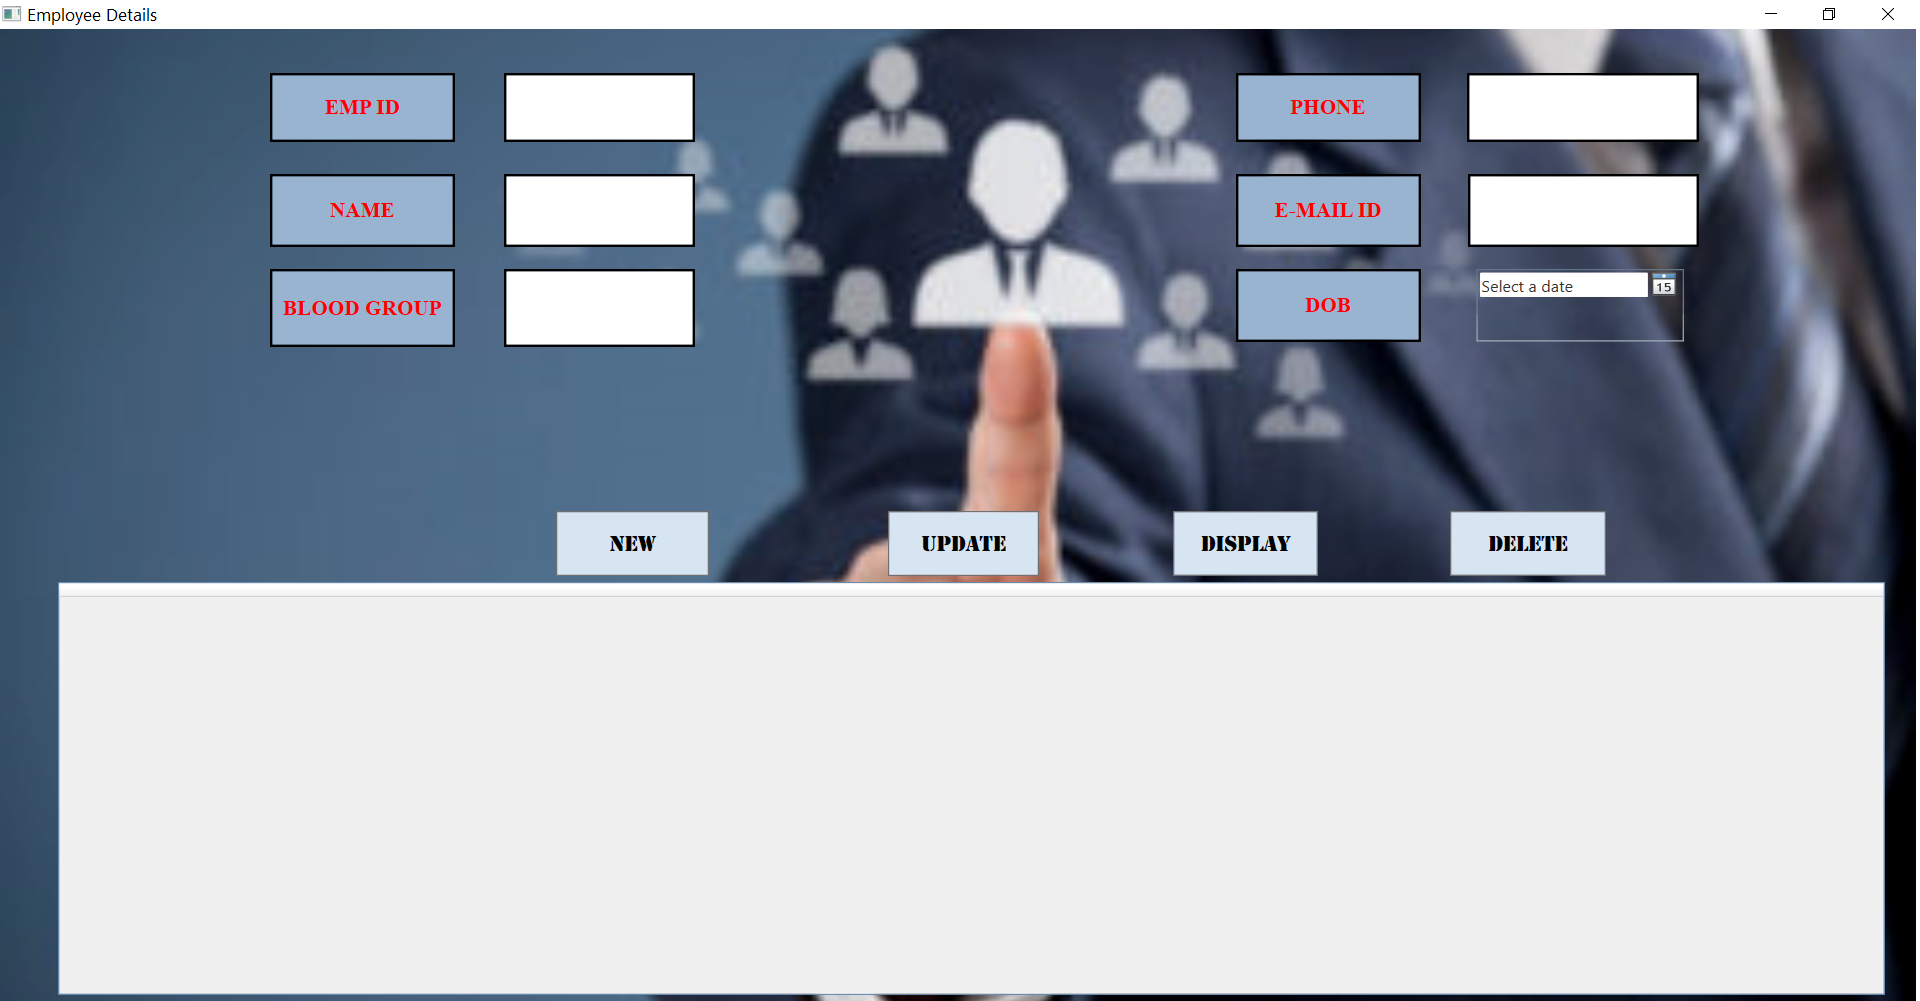 Employee Details
EMP ID
PHONE
NAME
E-MAIL ID
BLOOD GROUP
DOB
Select a date
15
NEW
UPDATE
DISPLAY
DELETE